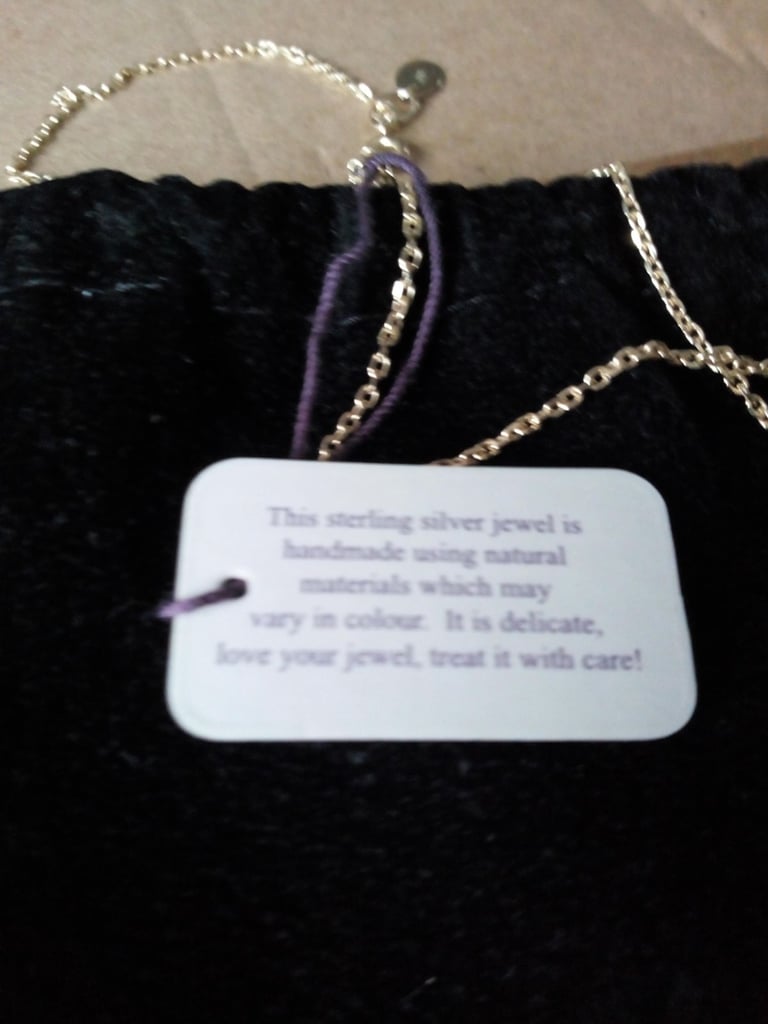 This sterling silver jewel is
handmade using natural
materials which may
vary in colour. It is delicate,
love your jewel, treat it with care!